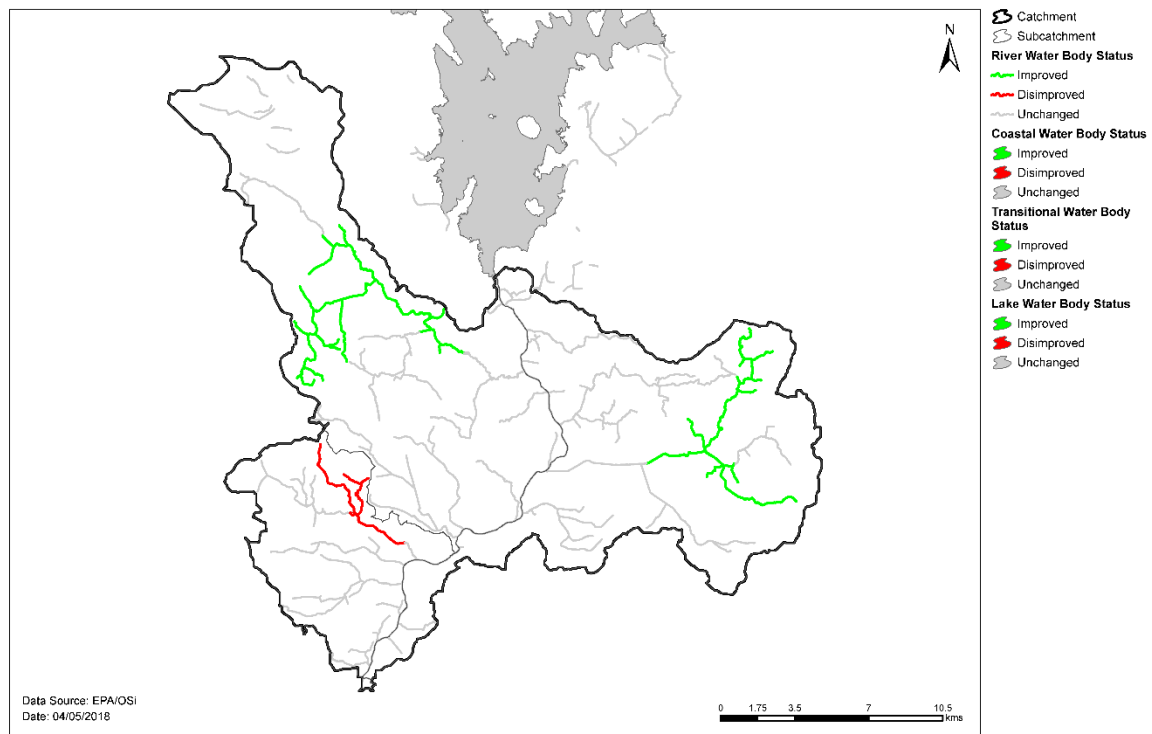 N
Catchment
Subcatchment
River Water Body Status
Improved
Disimproved
Unchanged
Coastal Water Body Status
Improved
Disimproved
Unchanged
Transitional Water Body
Status
Improved
Disimproved
Unchanged
Lake Water Body Status
Improved
Disimproved
Unchanged
Data Source: EPA/OSi
Date: 04/05/2018
0 1.75 3.5 7 10.5
kms